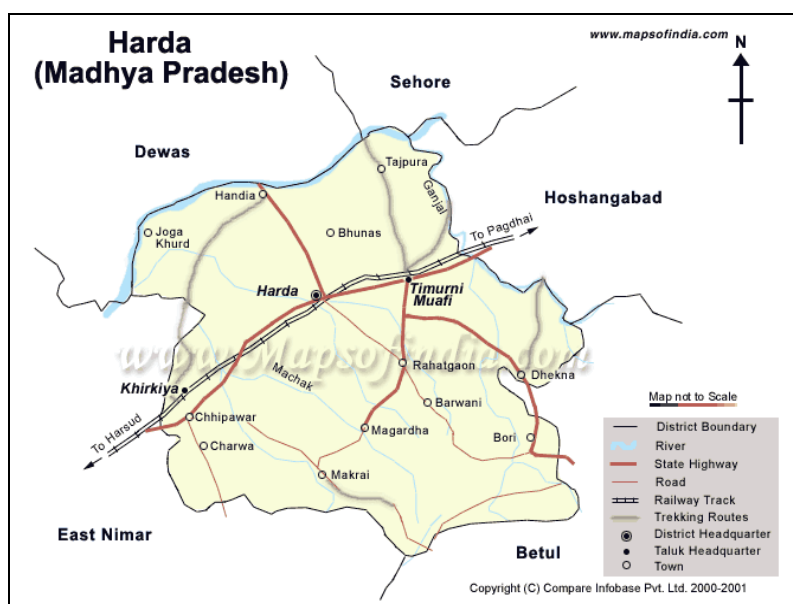 Harda
(Madhya Pradesh)
www.mapsofindia.com
N
Sehore
Dewas
Tajpura
Ganjal
Handia
Hoshangabad
Joga
Khurd
Bhunas
To Pagdhai
Harda
Timurni
Muafi
www.Mapsofindia.com
Rahatgaon
Dhekna
Machak
Khirkiya
Barwani
Map not to Scale
Chhipawar
Magardha
Bori
To Harsud
Charwa
Makrai
District Boundary
River
State Highway
Road
Railway Track
Trekking Routes
District Headquarter
Taluk Headquarter
Town
East Nimar
Betul
Copyright (C) Compare Infobase Pvt. Ltd. 2000-2001